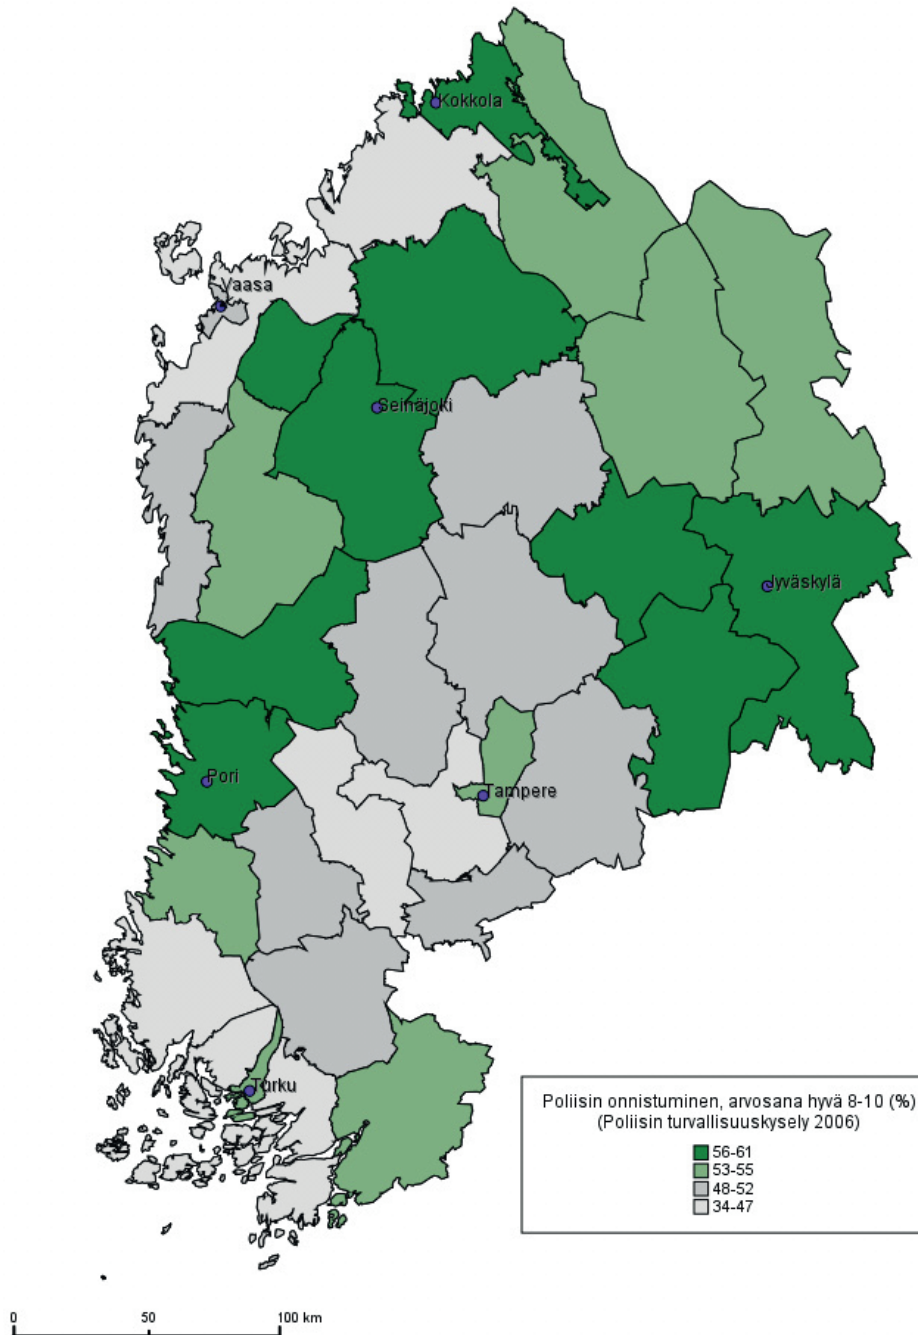 Kokkola
Vaasa
Seinäjoki
Jyväskylä
Pori
Tampere
Turku
Poliisin onnistuminen, arvosana hyvä 8-10 (%)
(Poliisin turvallisuuskysely 2006)
56-61
53-55
48-52
34-47
0 50 100 km